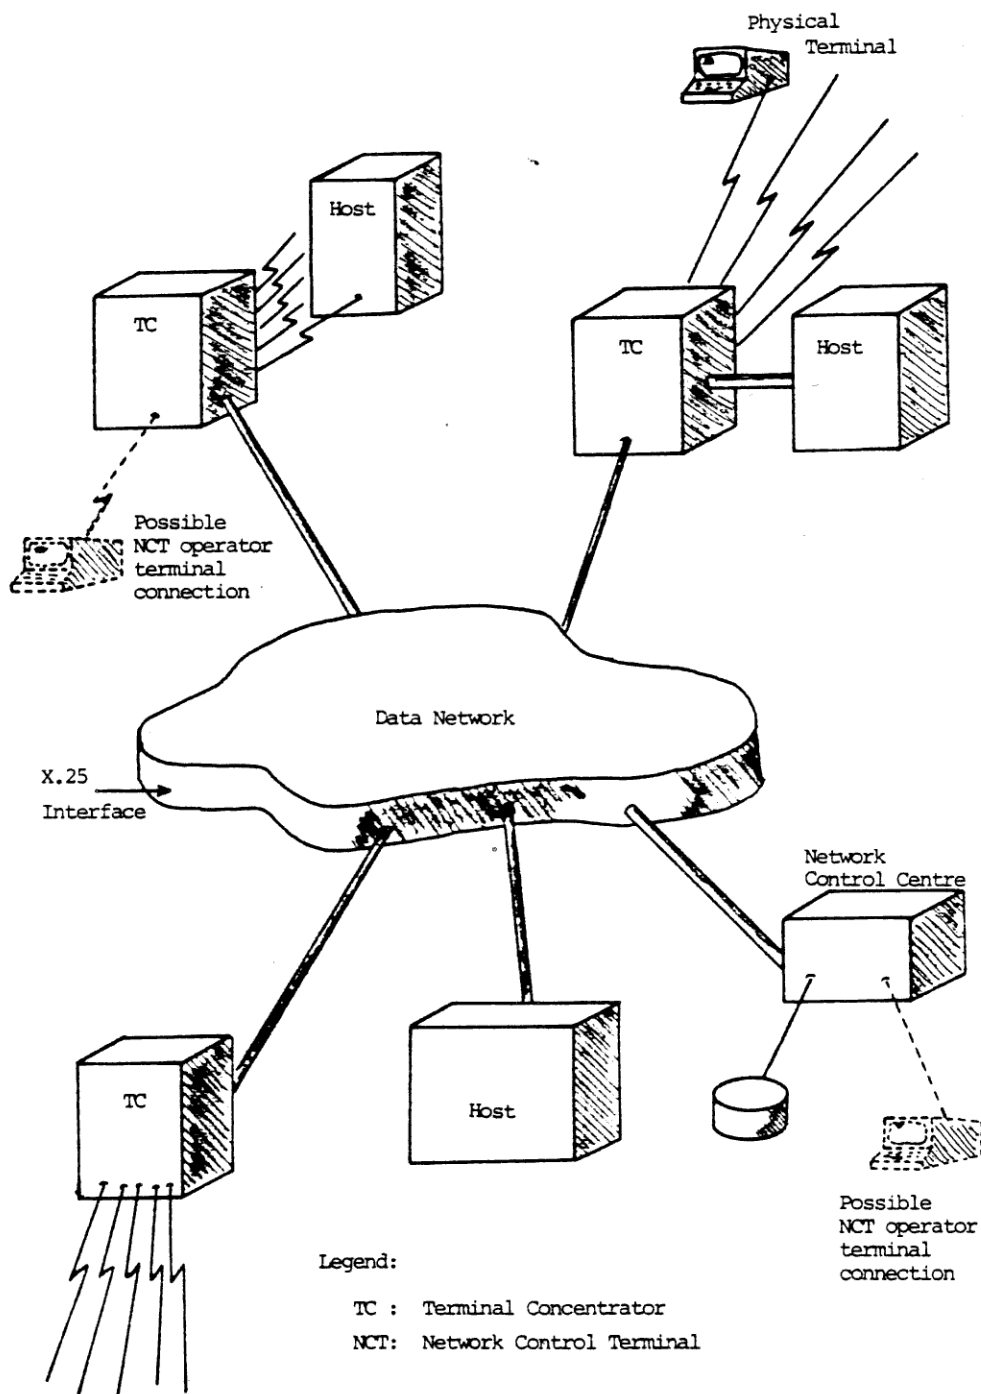 Physical
Terminal
Host
TC
TC
Host
Possible
NCT operator
terminal
connection
Data Network
X.25
Interface
Network
Control Centre
TC
Host
Possible
NCT operator
terminal
connection
Legend:
TC : Terminal Concentrator
NCT: Network Control Terminal